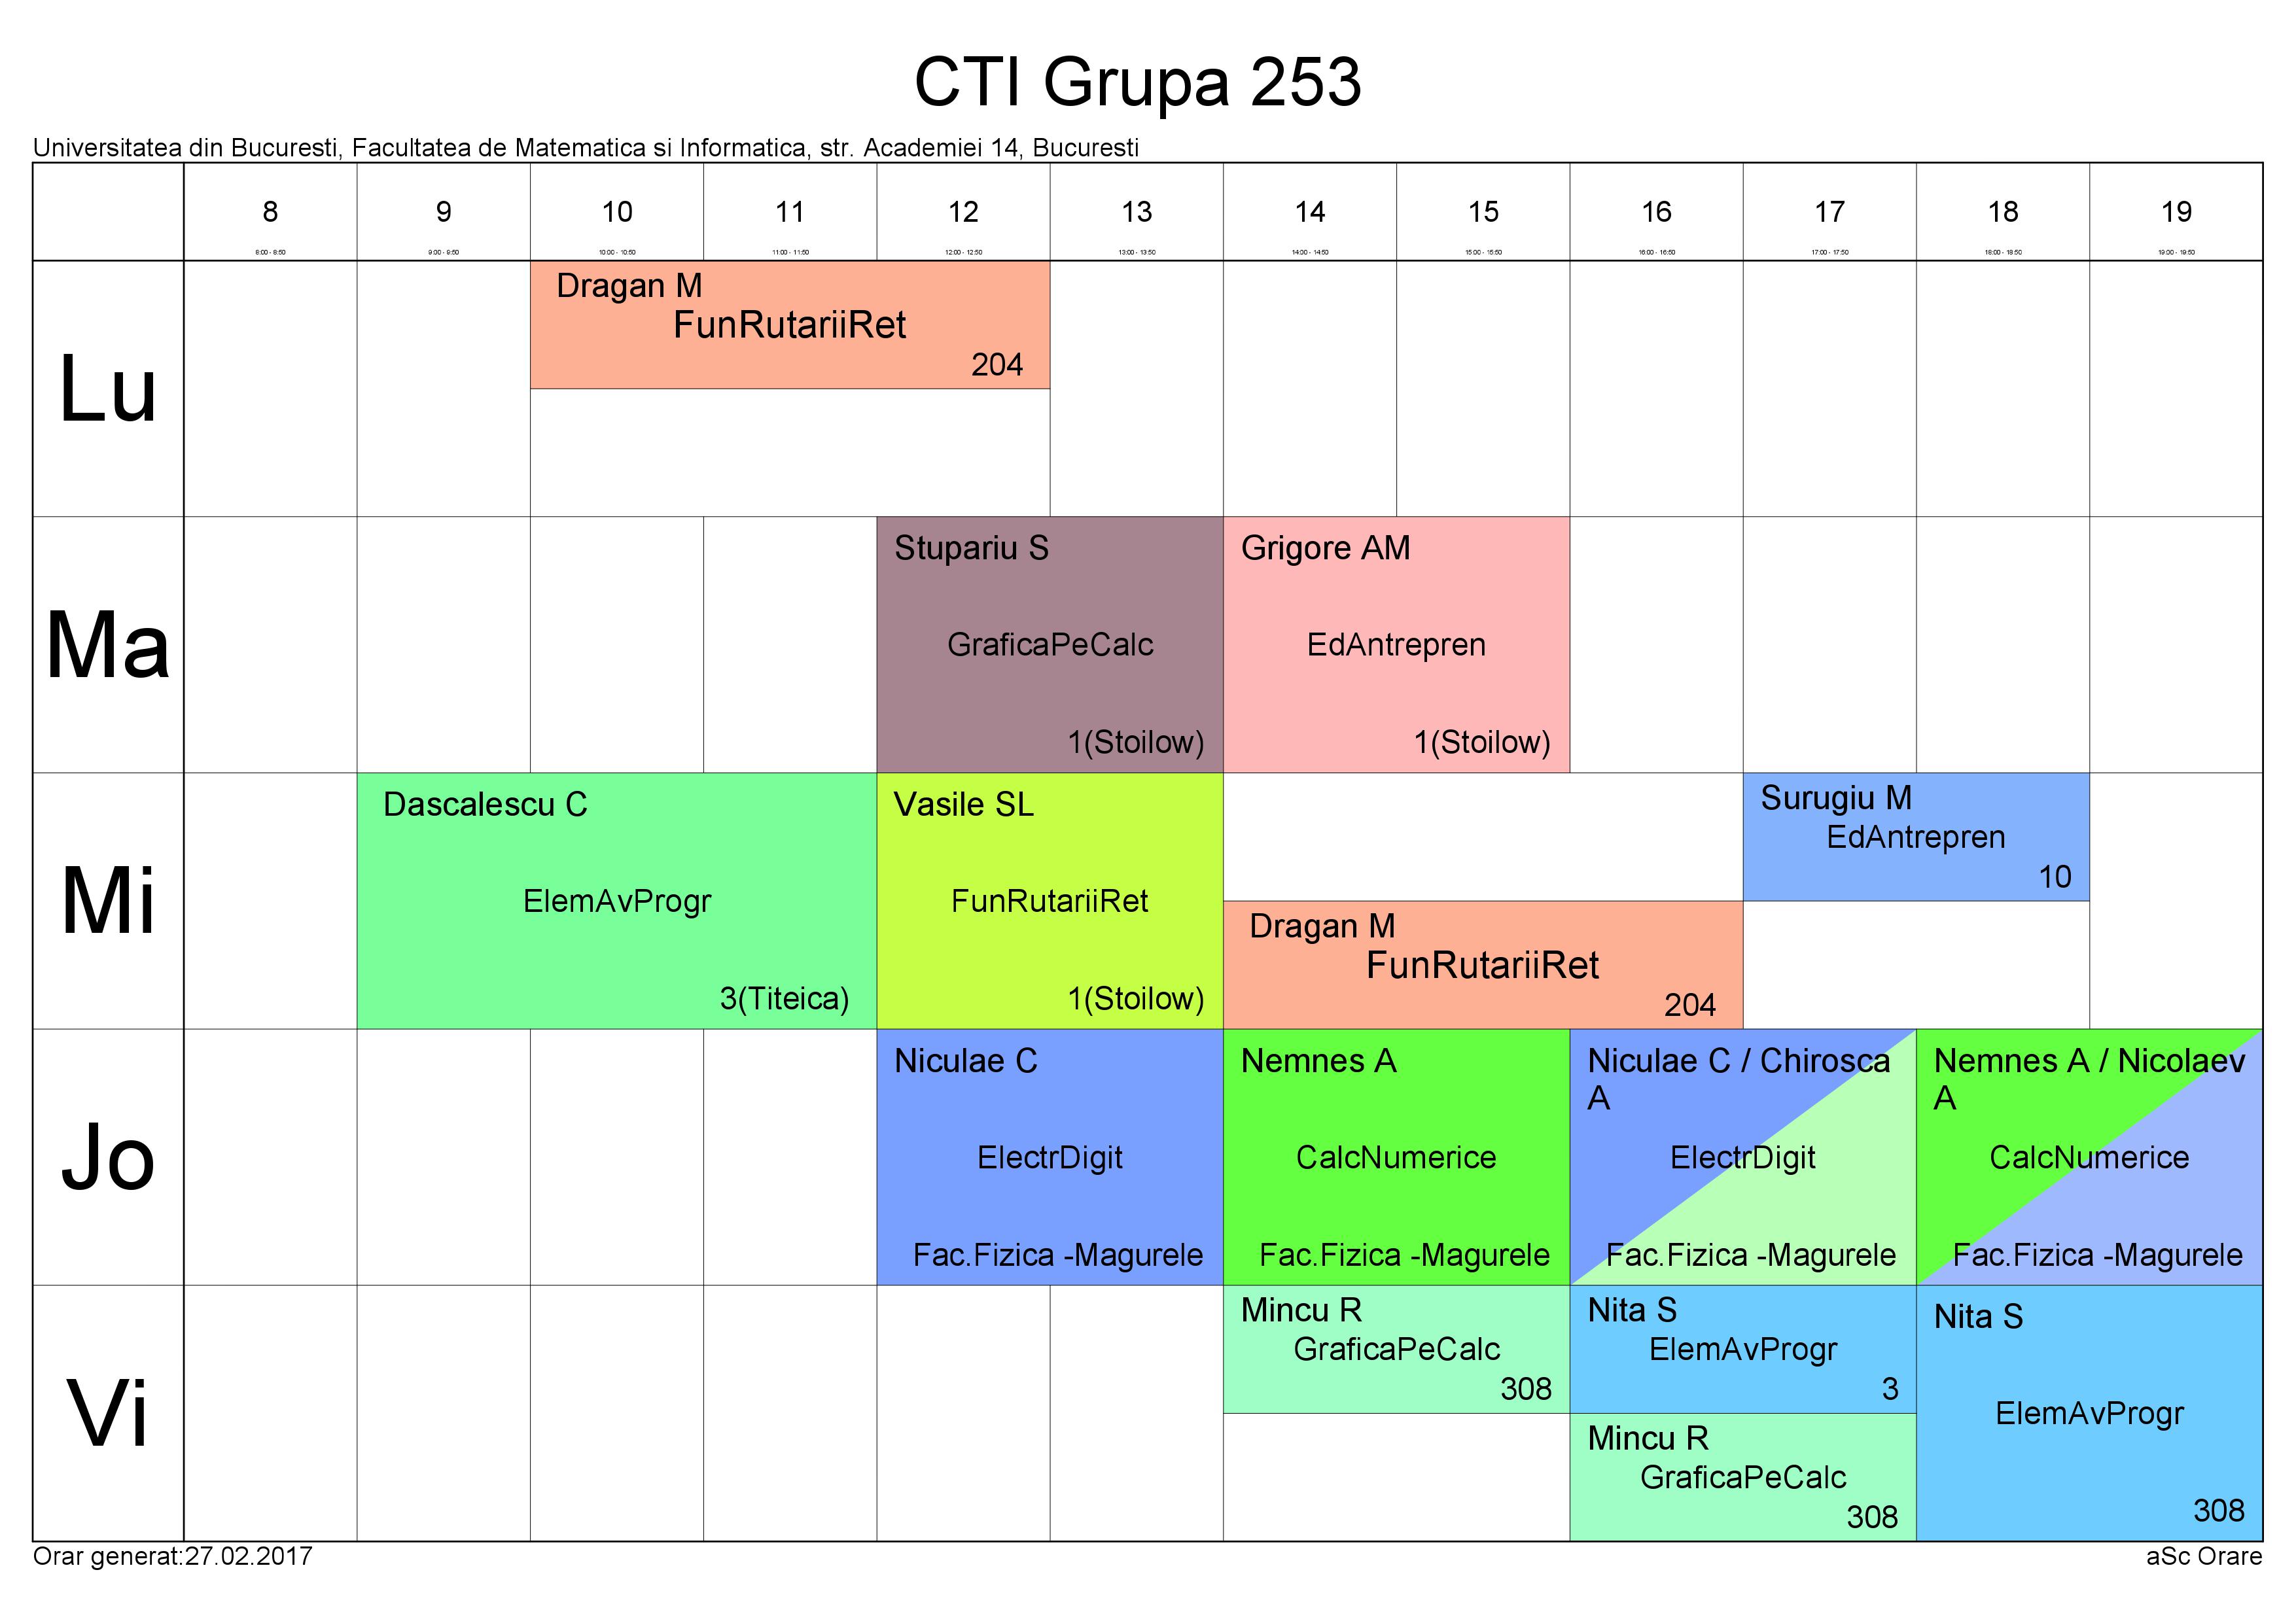 CTI Grupa 253
Universitatea din Bucuresti, Facultatea de Matematica si Informatica, str. Academiei 14, Bucuresti
8 9 10 11 12 13 14 15 16 17 18 19
8:00 - 8:50 9:00 - 9:50 10:00 - 10:50 11:00 - 11:50 12:00 - 12:50 13:00 - 13:50 14:00 - 14:50 15:00 - 15:50 16:00 - 16:50 17:00 - 17:50 18:00 - 18:50 19:00 - 19:50
Lu
Dragan M
FunRutariiRet
204
Ma
Stupariu S
GraficaPeCalc
1(Stoilow)
Grigore AM
EdAntrepren
1(Stoilow)
Mi
Dascalescu C
ElemAvProgr
3(Titeica)
Vasile SL
FunRutariiRet
1(Stoilow)
Dragan M
FunRutariiRet
204
Surugiu M
EdAntrepren
10
Jo
Niculae C
ElectrDigit
Fac.Fizica -Magurele
Nemnes A
CalcNumerice
Fac.Fizica -Magurele
Niculae C / Chirosca
A
ElectrDigit
Fac.Fizica -Magurele
Nemnes A / Nicolaev
A
CalcNumerice
Fac.Fizica -Magurele
Vi
Mincu R
GraficaPeCalc
308
Nita S
ElemAvProgr
3
Mincu R
GraficaPeCalc
308
Nita S
ElemAvProgr
308
Orar generat:27.02.2017
aSc Orare